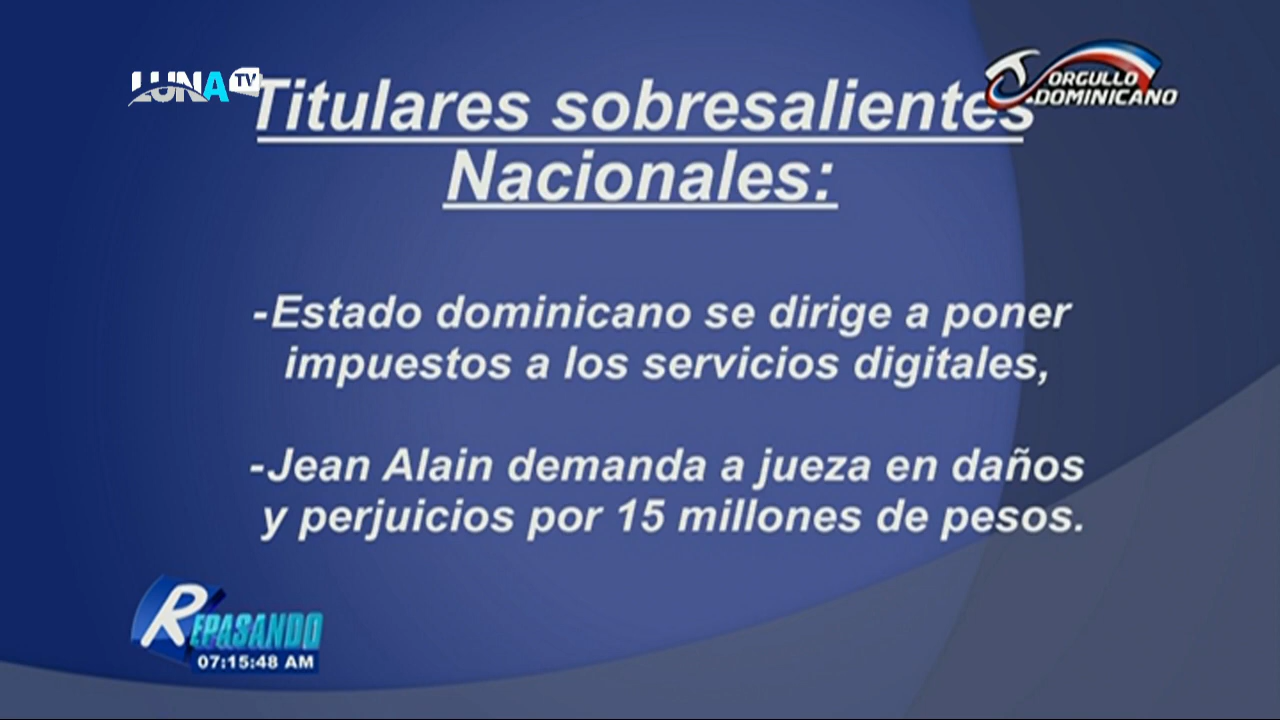 LUNA TV
ORGULLO
DOMINICANO
Titulares sobresalientes
Nacionales:
-Estado dominicano se dirige a poner
impuestos a los servicios digitales,
-Jean Alain demanda a jueza en daños
y perjuicios por 15 millones de pesos.
REPASANDO
07:15:48 AM